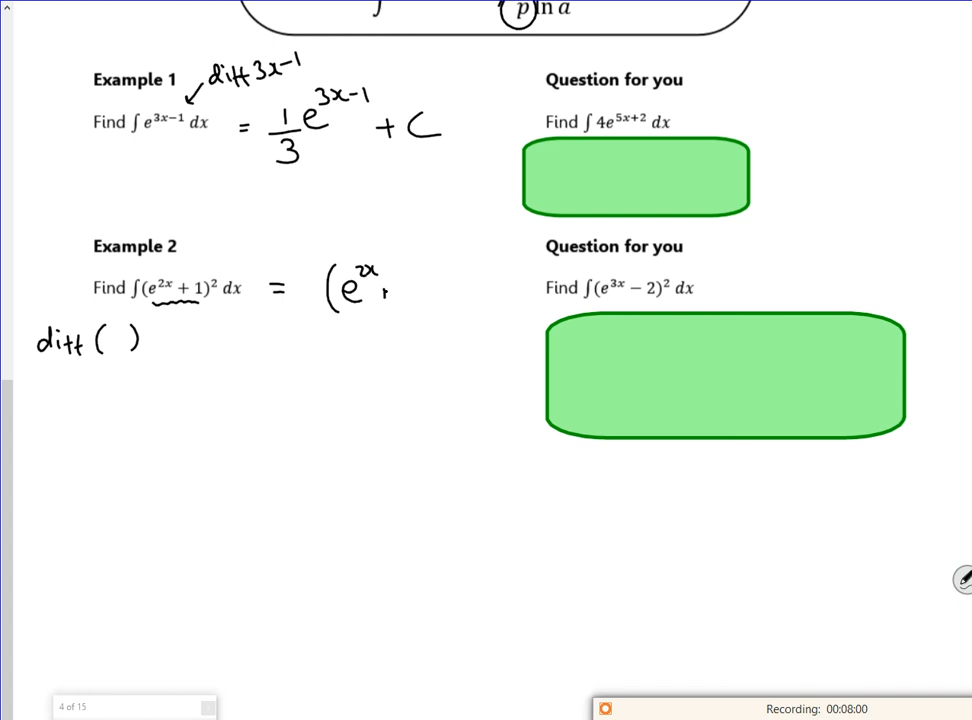 p ln a
Example 1
diff 3x-1
Find ∫ e^{3x−1} dx = 1/3 e^{3x-1} + C
Question for you
Find ∫ 4e^{5x+2} dx
Example 2
Find ∫(e^{2x} + 1)^2 dx = (e^{2x}
diff ( )
Question for you
Find ∫(e^{3x} − 2)^2 dx
4 of 15
Recording: 00:08:00